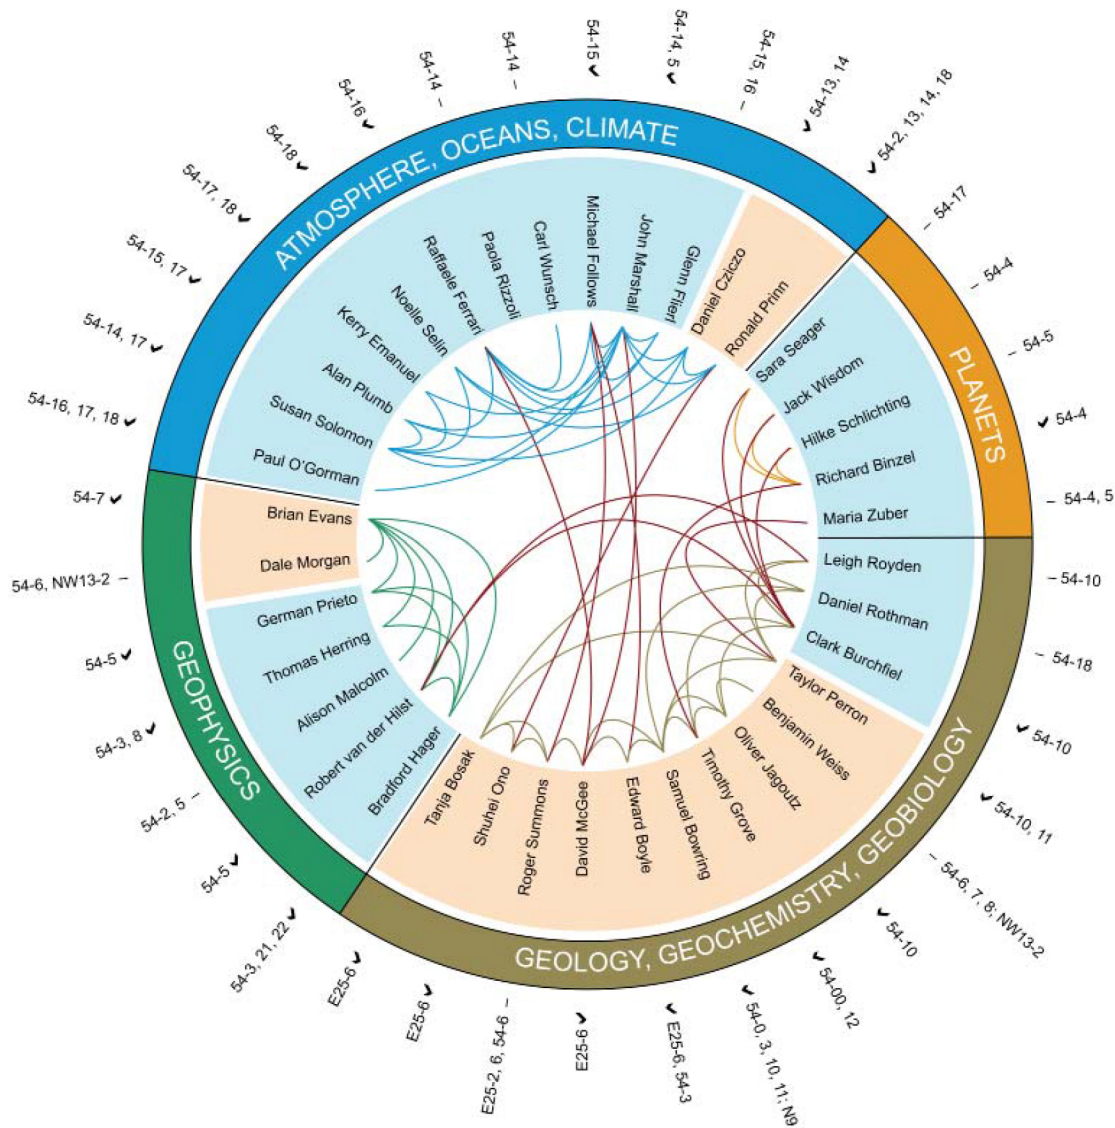 ATMOSPHERE, OCEANS, CLIMATE
PLANETS
GEOLOGY, GEOCHEMISTRY, GEOBIOLOGY
GEOPHYSICS
Paul O'Gorman
Susan Solomon
Alan Plumb
Kerry Emanuel
Noelle Selin
Raffaele Ferrari
Paola Rizzoli
Carl Wunsch
Michael Follows
John Marshall
Glenn Flierl
Daniel Cziczo
Ronald Prinn
Sara Seager
Jack Wisdom
Hilke Schlichting
Richard Binzel
Maria Zuber
Leigh Royden
Daniel Rothman
Clark Burchfiel
Taylor Perron
Benjamin Weiss
Oliver Jagoutz
Timothy Grove
Samuel Bowring
Edward Boyle
David McGee
Roger Summons
Shuhei Ono
Tanja Bosak
Bradford Hager
Robert van der Hilst
Alison Malcolm
Thomas Herring
German Prieto
Dale Morgan
Brian Evans
54-16, 17, 18
54-14, 17
54-15, 17
54-17, 18
54-18
54-16
54-14
54-14
54-15
54-14, 5
54-15, 16
54-13, 14
54-2, 13, 14, 18
54-17
54-4
54-5
54-4
54-4, 5
54-10
54-18
54-10
54-10, 11
54-6, 7, 8; NW13-2
54-10
54-00, 12
54-0, 3, 10, 11; N9
E25-6, 54-3
E25-6
E25-2, 6, 54-6
E25-6
E25-6
54-3, 21, 22
54-5
54-2, 5
54-3, 8
54-5
54-6, NW13-2
54-7